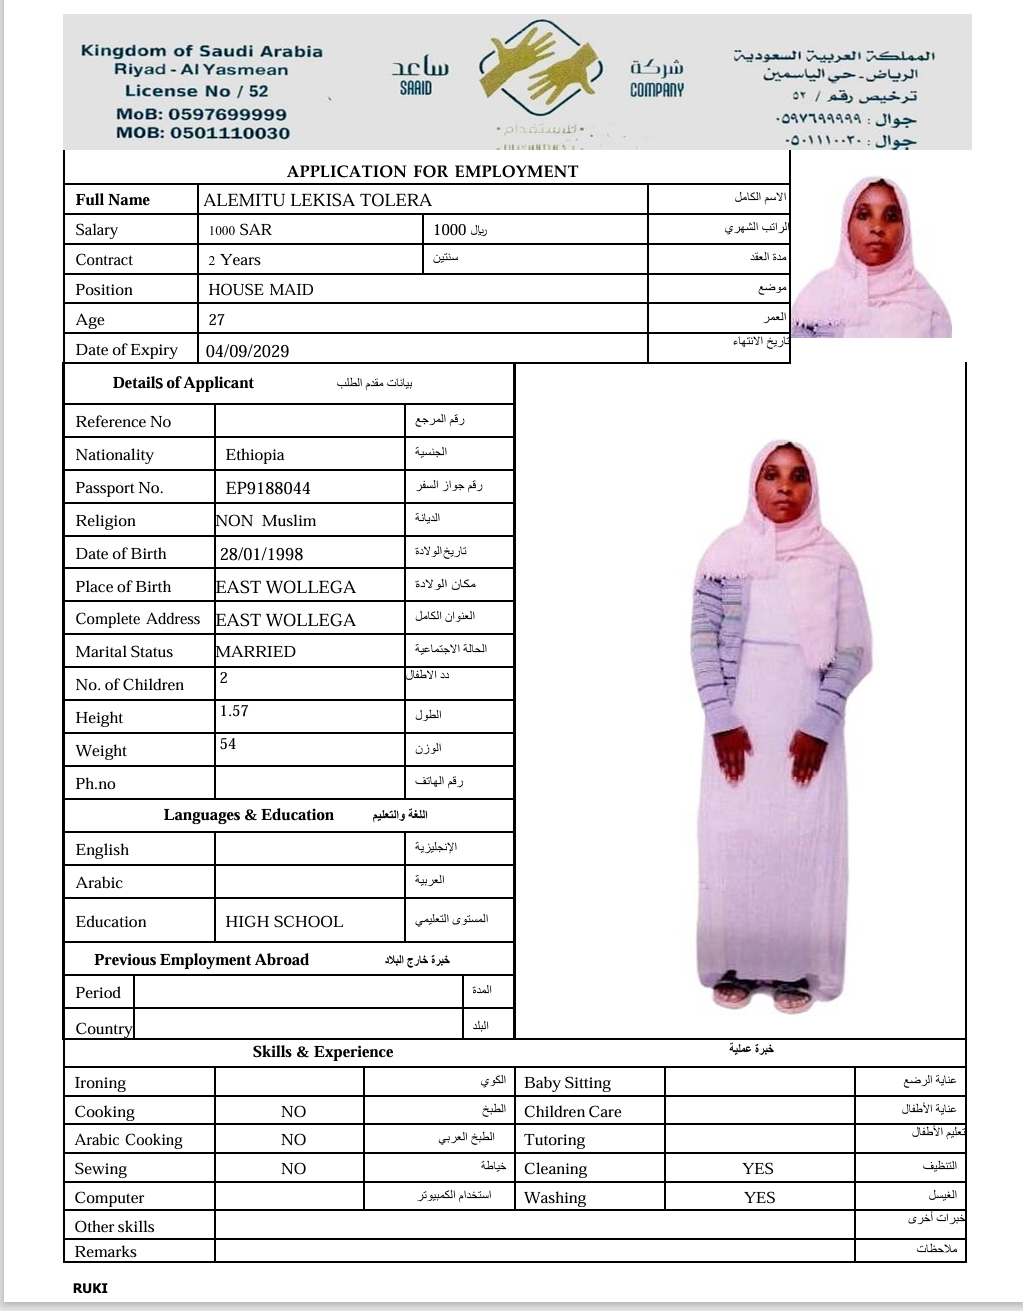 Kingdom of Saudi Arabia
Riyad - Al Yasmean
License No / 52
MoB: 0597699999
MOB: 0501110030
ساعد
SAAID
شركة
COMPANY
للاستقدام
المملكة العربية السعودية
الرياض - حي الياسمين
ترخيص رقم / ٥٢
جوال : ٠٥٩٧٦٩٩٩٩٩
جوال : ٠٥٠١١١٠٠٣٠
APPLICATION FOR EMPLOYMENT
Full Name ALEMITU LEKISA TOLERA الاسم الكامل
Salary 1000 SAR 1000 ريال الراتب الشهري
Contract 2 Years سنتين مدة العقد
Position HOUSE MAID موضع
Age 27 العمر
Date of Expiry 04/09/2029 تاريخ الانتهاء
Details of Applicant بيانات مقدم الطلب
Reference No رقم المرجع
Nationality Ethiopia الجنسية
Passport No. EP9188044 رقم جواز السفر
Religion NON Muslim الديانة
Date of Birth 28/01/1998 تاريخ الولادة
Place of Birth EAST WOLLEGA مكان الولادة
Complete Address EAST WOLLEGA العنوان الكامل
Marital Status MARRIED الحالة الاجتماعية
No. of Children 2 دد الاطفال
Height 1.57 الطول
Weight 54 الوزن
Ph.no رقم الهاتف
Languages & Education اللغة والتعليم
English الإنجليزية
Arabic العربية
Education HIGH SCHOOL المستوى التعليمي
Previous Employment Abroad خبرة خارج البلاد
Period المدة
Country البلد
Skills & Experience خبرة عملية
Ironing الكوي Baby Sitting عناية الرضع
Cooking NO الطبخ Children Care عناية الأطفال
Arabic Cooking NO الطبخ العربي Tutoring تعليم الأطفال
Sewing NO خياطة Cleaning YES التنظيف
Computer استخدام الكمبيوتر Washing YES الغيسل
Other skills خبرات أخرى
Remarks ملاحظات
RUKI